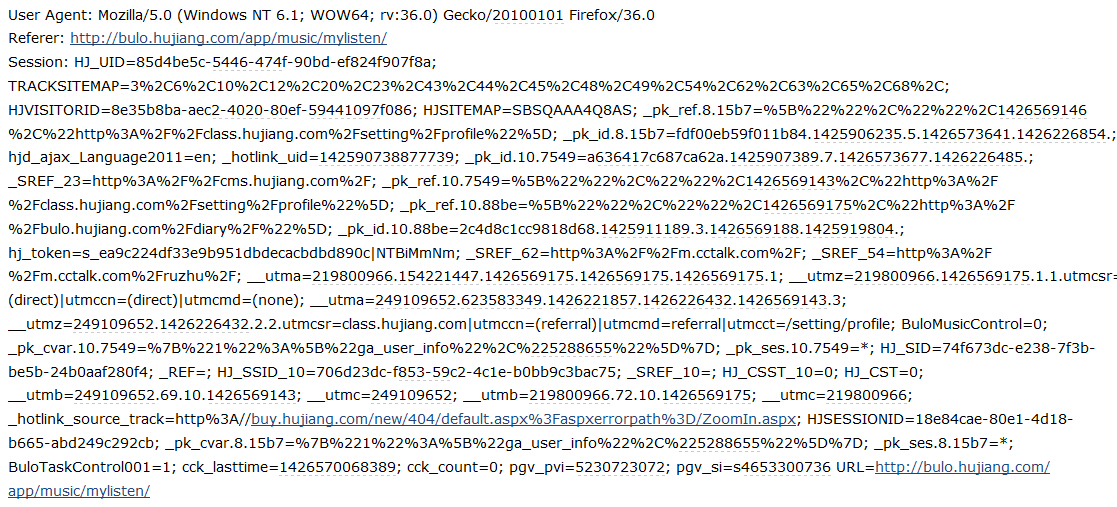 User Agent: Mozilla/5.0 (Windows NT 6.1; WOW64; rv:36.0) Gecko/20100101 Firefox/36.0
Referer: http://bulo.hujiang.com/app/music/mylisten/
Session: HJ_UID=85d4be5c-5446-474f-90bd-ef824f907f8a;
TRACKSITEMAP=3%2C6%2C10%2C12%2C20%2C23%2C43%2C44%2C45%2C48%2C49%2C54%2C62%2C63%2C65%2C68%2C;
HJVISITORID=8e35b8ba-aec2-4020-80ef-59441097f086; HJSITEMAP=SBSQAAA4Q8AS; _pk_ref.8.15b7=%5B%22%22%2C%22%22%2C1426569146
%2C%22http%3A%2F%2Fclass.hujiang.com%2Fsetting%2Fprofile%22%5D; _pk_id.8.15b7=fdf00eb59f011b84.1425906235.5.1426573641.1426226854.;
hjd_ajax_Language2011=en; _hotlink_uid=142590738877739; _pk_id.10.7549=a636417c687ca62a.1425907389.7.1426573677.1426226485.;
_SREF_23=http%3A%2F%2Fcms.hujiang.com%2F; _pk_ref.10.7549=%5B%22%22%2C%22%22%2C1426569143%2C%22http%3A%2F
%2Fclass.hujiang.com%2Fsetting%2Fprofile%22%5D; _pk_ref.10.88be=%5B%22%22%2C%22%22%2C1426569175%2C%22http%3A%2F
%2Fbulo.hujiang.com%2Fdiary%2F%22%5D; _pk_id.10.88be=2c4d8c1cc9818d68.1425911189.3.1426569188.1425919804.;
hj_token=s_ea9c224df33e9b951dbdecacbdbd890c|NTBiMmNm; _SREF_62=http%3A%2F%2Fm.cctalk.com%2F; _SREF_54=http%3A%2F
%2Fm.cctalk.com%2Fruzhu%2F; __utma=219800966.154221447.1426569175.1426569175.1426569175.1; __utmz=219800966.1426569175.1.1.utmcsr=
(direct)|utmccn=(direct)|utmcmd=(none); __utma=249109652.623583349.1426221857.1426226432.1426569143.3;
__utmz=249109652.1426226432.2.2.utmcsr=class.hujiang.com|utmccn=(referral)|utmcmd=referral|utmcct=/setting/profile; BuloMusicControl=0;
_pk_cvar.10.7549=%7B%221%22%3A%5B%22ga_user_info%22%2C%225288655%22%5D%7D; _pk_ses.10.7549=*; HJ_SID=74f673dc-e238-7f3b-
be5b-24b0aaf280f4; _REF=; HJ_SSID_10=706d23dc-f853-59c2-4c1e-b0bb9c3bac75; _SREF_10=; HJ_CSST_10=0; HJ_CST=0;
__utmb=249109652.69.10.1426569143; __utmc=249109652; __utmb=219800966.72.10.1426569175; __utmc=219800966;
_hotlink_source_track=http%3A//buy.hujiang.com/new/404/default.aspx%3Faspxerrorpath%3D/ZoomIn.aspx; HJSESSIONID=18e84cae-80e1-4d18-
b665-abd249c292cb; _pk_cvar.8.15b7=%7B%221%22%3A%5B%22ga_user_info%22%2C%225288655%22%5D%7D; _pk_ses.8.15b7=*;
BuloTaskControl001=1; cck_lasttime=1426570068389; cck_count=0; pgv_pvi=5230723072; pgv_si=s4653300736 URL=http://bulo.hujiang.com/
app/music/mylisten/